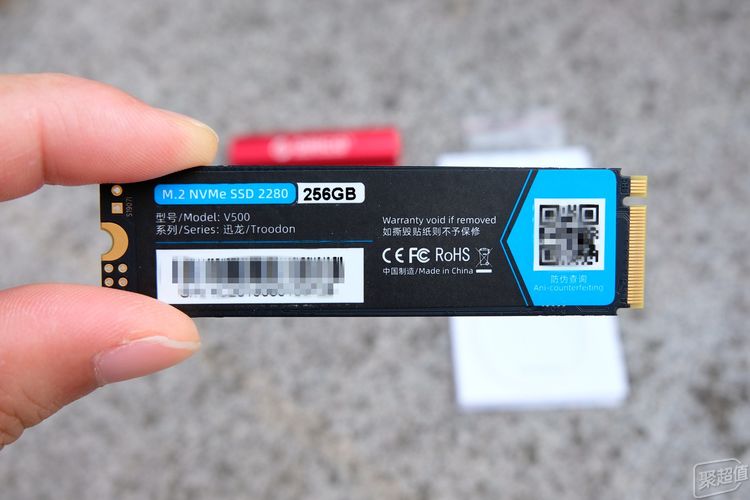 M.2 NVMe SSD 2280 256GB
型号/Model: V500
系列/Series: 迅龙/Troodon
Warranty void if removed
如撕毁贴纸则不予保修
CE FC RoHS
中国制造/Made in China
防伪查询
Ani-counterfeiting
S1907I
聚超值